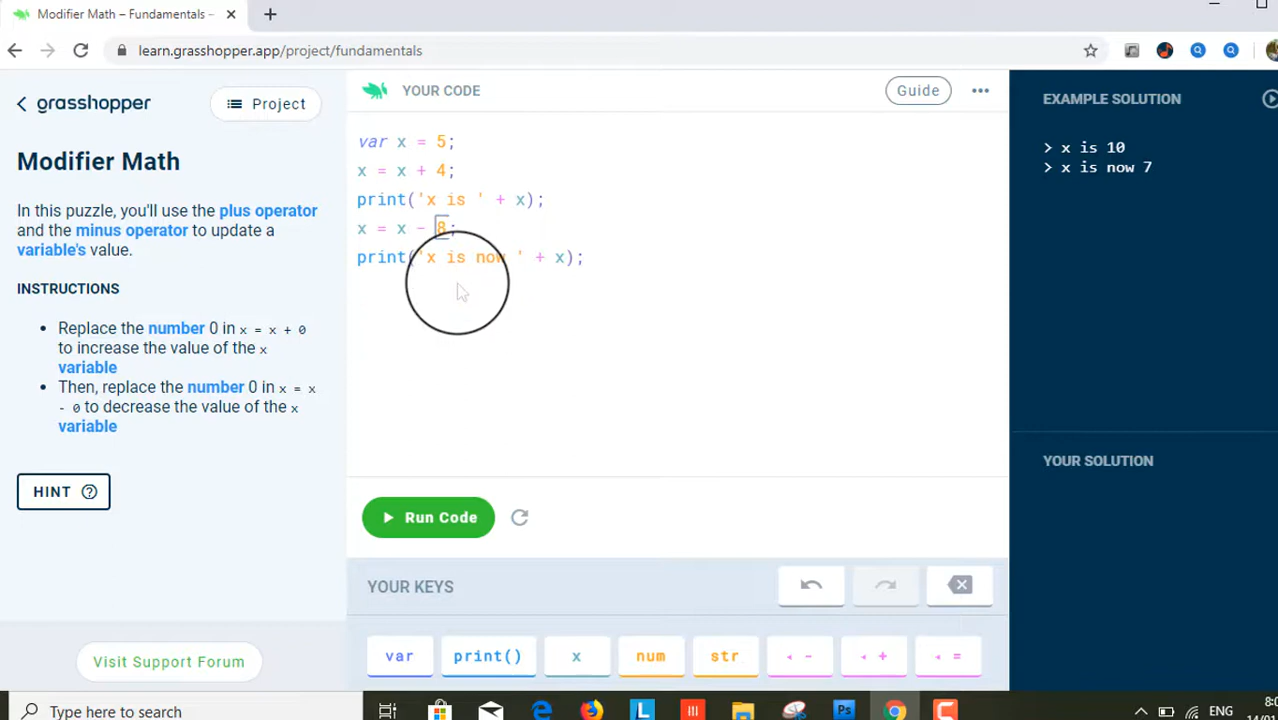 Modifier Math – Fundamentals –
learn.grasshopper.app/project/fundamentals
grasshopper
Project
Modifier Math
In this puzzle, you'll use the plus operator
and the minus operator to update a
variable's value.
INSTRUCTIONS
Replace the number 0 in x = x + 0
to increase the value of the x
variable
Then, replace the number 0 in x = x
- 0 to decrease the value of the x
variable
HINT
Visit Support Forum
YOUR CODE
Guide
var x = 5;
x = x + 4;
print('x is ' + x);
x = x - 8;
print('x is now ' + x);
Run Code
YOUR KEYS
var
print()
x
num
str
-
+
=
EXAMPLE SOLUTION
> x is 10
> x is now 7
YOUR SOLUTION
Type here to search
ENG